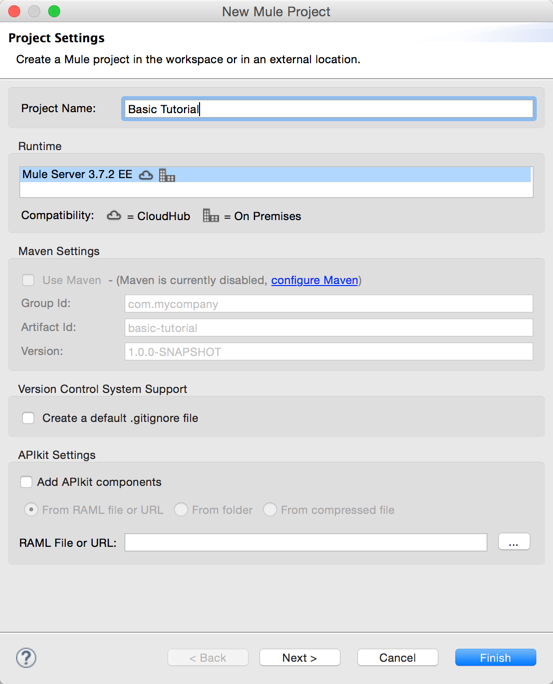 New Mule Project
Project Settings
Create a Mule project in the workspace or in an external location.
Project Name: Basic Tutorial
Runtime
Mule Server 3.7.2 EE
Compatibility: = CloudHub = On Premises
Maven Settings
Use Maven - (Maven is currently disabled, configure Maven)
Group Id: com.mycompany
Artifact Id: basic-tutorial
Version: 1.0.0-SNAPSHOT
Version Control System Support
Create a default .gitignore file
APIkit Settings
Add APIkit components
From RAML file or URL From folder From compressed file
RAML File or URL: ...
? < Back Next > Cancel Finish